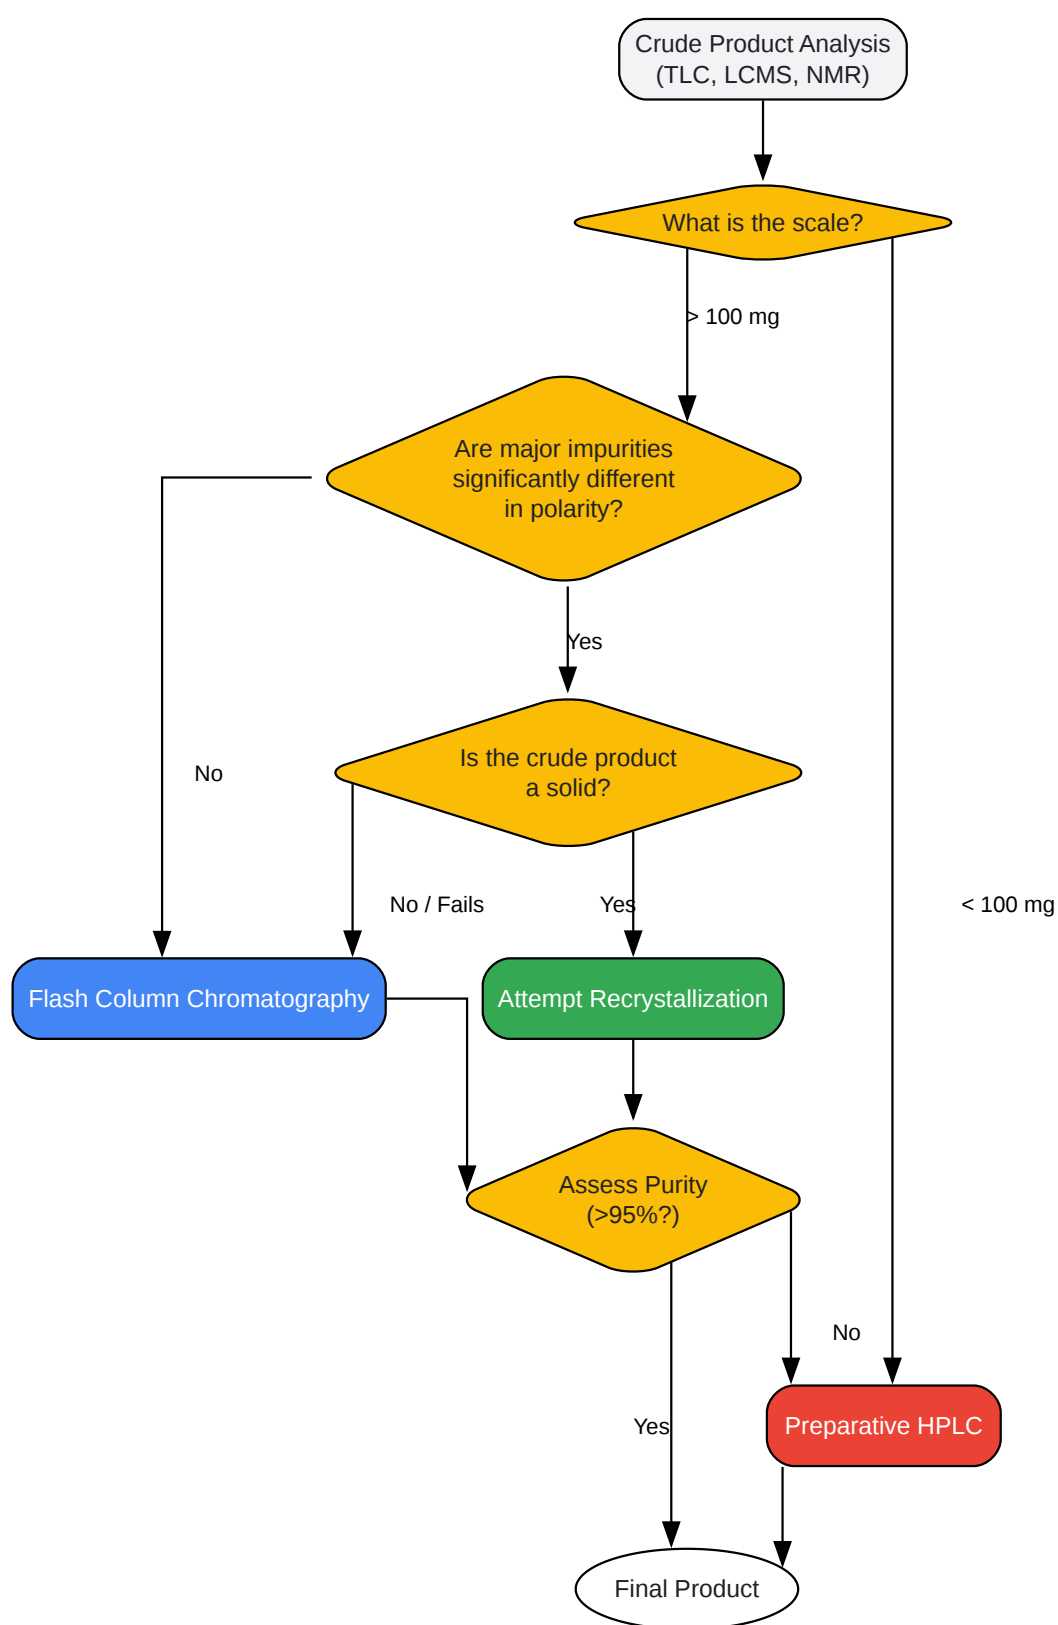 Crude Product Analysis
(TLC, LCMS, NMR)
What is the scale?
> 100 mg
Are major impurities
significantly different
in polarity?
Yes
Is the crude product
a solid?
No
No / Fails
Yes
< 100 mg
Flash Column Chromatography
Attempt Recrystallization
Assess Purity
(>95%?)
No
Yes
Preparative HPLC
Final Product